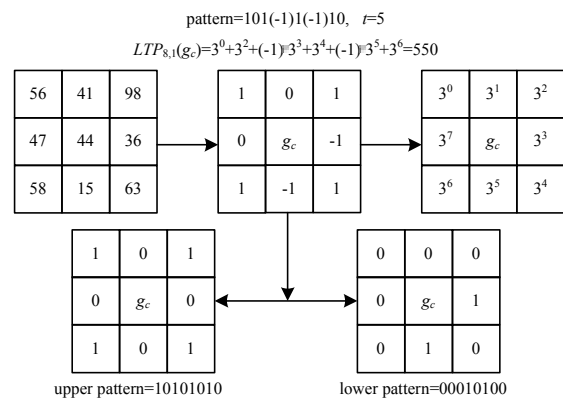 pattern=101(-1)1(-1)10, t=5
LTP8,1(gc)=3^0+3^2+(-1)*3^3+3^4+(-1)*3^5+3^6=550
56 41 98 1 0 1 3^0 3^1 3^2
47 44 36 0 gc -1 3^7 gc 3^3
58 15 63 1 -1 1 3^6 3^5 3^4
1 0 1 0 0 0
0 gc 0 0 gc 1
1 0 1 0 1 0
upper pattern=10101010 lower pattern=00010100